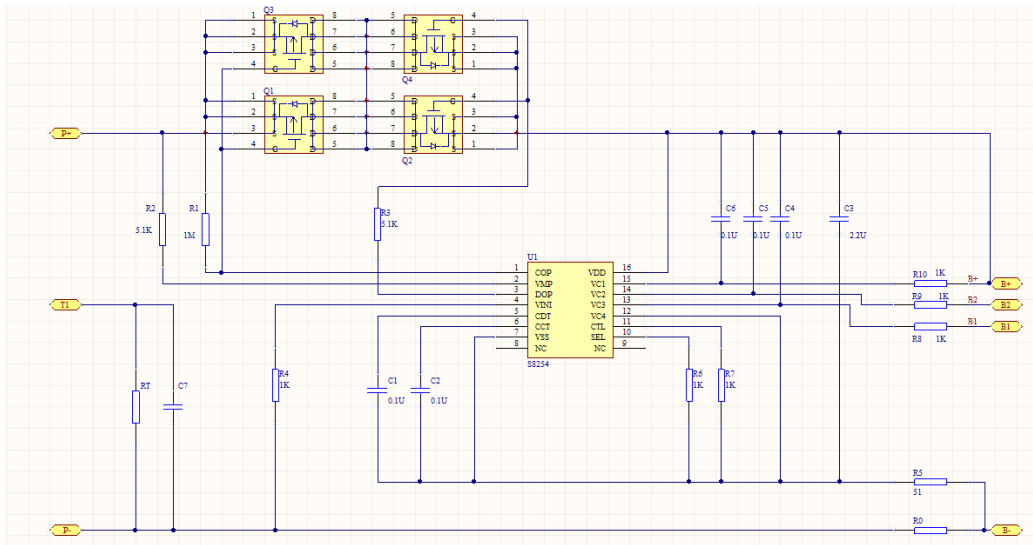 Q3
1 S D 8 5 D G 4
2 S D 7 6 D S 3
3 S D 6 7 D S 2
4 G D 5 8 D S 1
Q4
Q1
1 S D 8 5 D G 4
2 S D 7 6 D S 3
P+ 3 S D 6 7 D S 2
4 G D 5 8 D S 1
Q2
R2 R1 R3 C6 C5 C4 C3
5.1K 1M 5.1K 0.1U 0.1U 0.1U 2.2U
U1
1 COP VDD 16
2 VMP VC1 15
3 DOP VC2 14
4 VINI VC3 13
5 CDT VC4 12
6 CCT CTL 11
7 VSS SEL 10
8 NC NC 9
S8254
R10 1K B+ B+
R9 1K B2 B2
R8 1K B1 B1
T1
RT C7 R4 C1 C2 R6 R7
1K 0.1U 0.1U 1K 1K
R5
51
P- R0 B-